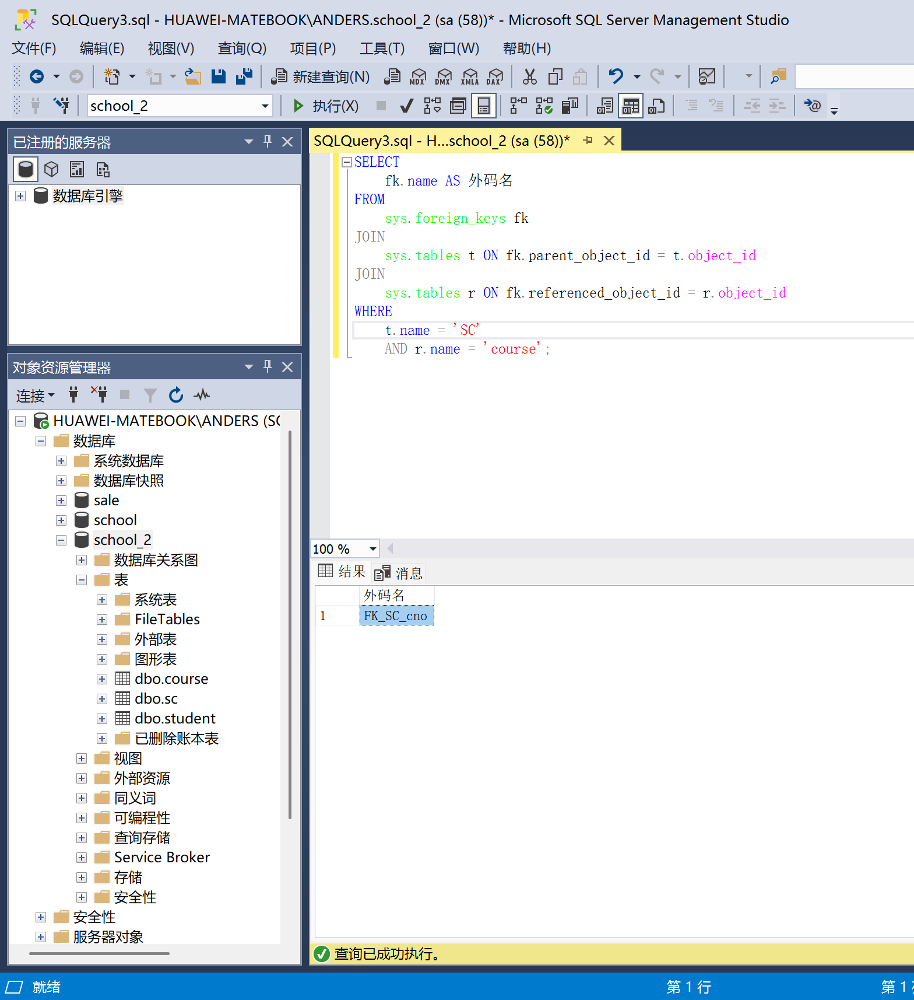 SQLQuery3.sql - HUAWEI-MATEBOOK\ANDERS.school_2 (sa (58))* - Microsoft SQL Server Management Studio
文件(F) 编辑(E) 视图(V) 查询(Q) 项目(P) 工具(T) 窗口(W) 帮助(H)
新建查询(N) MDX DMX XMLA DAX
school_2 执行(X)
已注册的服务器
数据库引擎
对象资源管理器
连接
HUAWEI-MATEBOOK\ANDERS (SQ
数据库
系统数据库
数据库快照
sale
school
school_2
数据库关系图
表
系统表
FileTables
外部表
图形表
dbo.course
dbo.sc
dbo.student
已删除账本表
视图
外部资源
同义词
可编程性
查询存储
Service Broker
存储
安全性
安全性
服务器对象
SQLQuery3.sql - H...school_2 (sa (58))*
SELECT
fk.name AS 外码名
FROM
sys.foreign_keys fk
JOIN
sys.tables t ON fk.parent_object_id = t.object_id
JOIN
sys.tables r ON fk.referenced_object_id = r.object_id
WHERE
t.name = 'SC'
AND r.name = 'course';
100 %
结果 消息
外码名
1 FK_SC_cno
查询已成功执行。
就绪 第 1 行 第 1